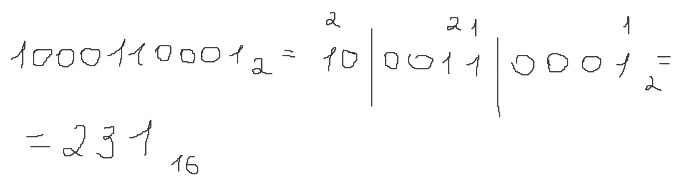 2 21 1
1000110001₂ = 10|0011|0001₂ =
= 231₁₆